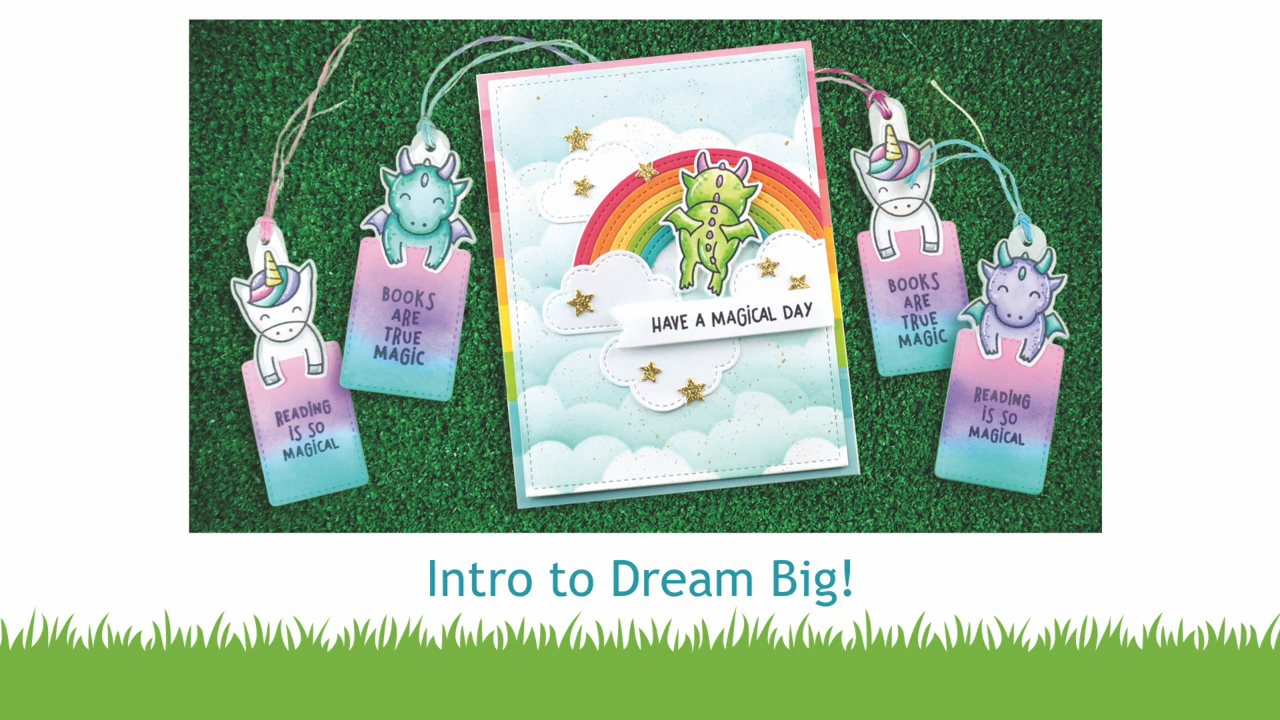 HAVE A MAGICAL DAY
BOOKS
ARE
TRUE
MAGIC
READING
IS SO
MAGICAL
BOOKS
ARE
TRUE
MAGIC
READING
IS SO
MAGICAL
Intro to Dream Big!